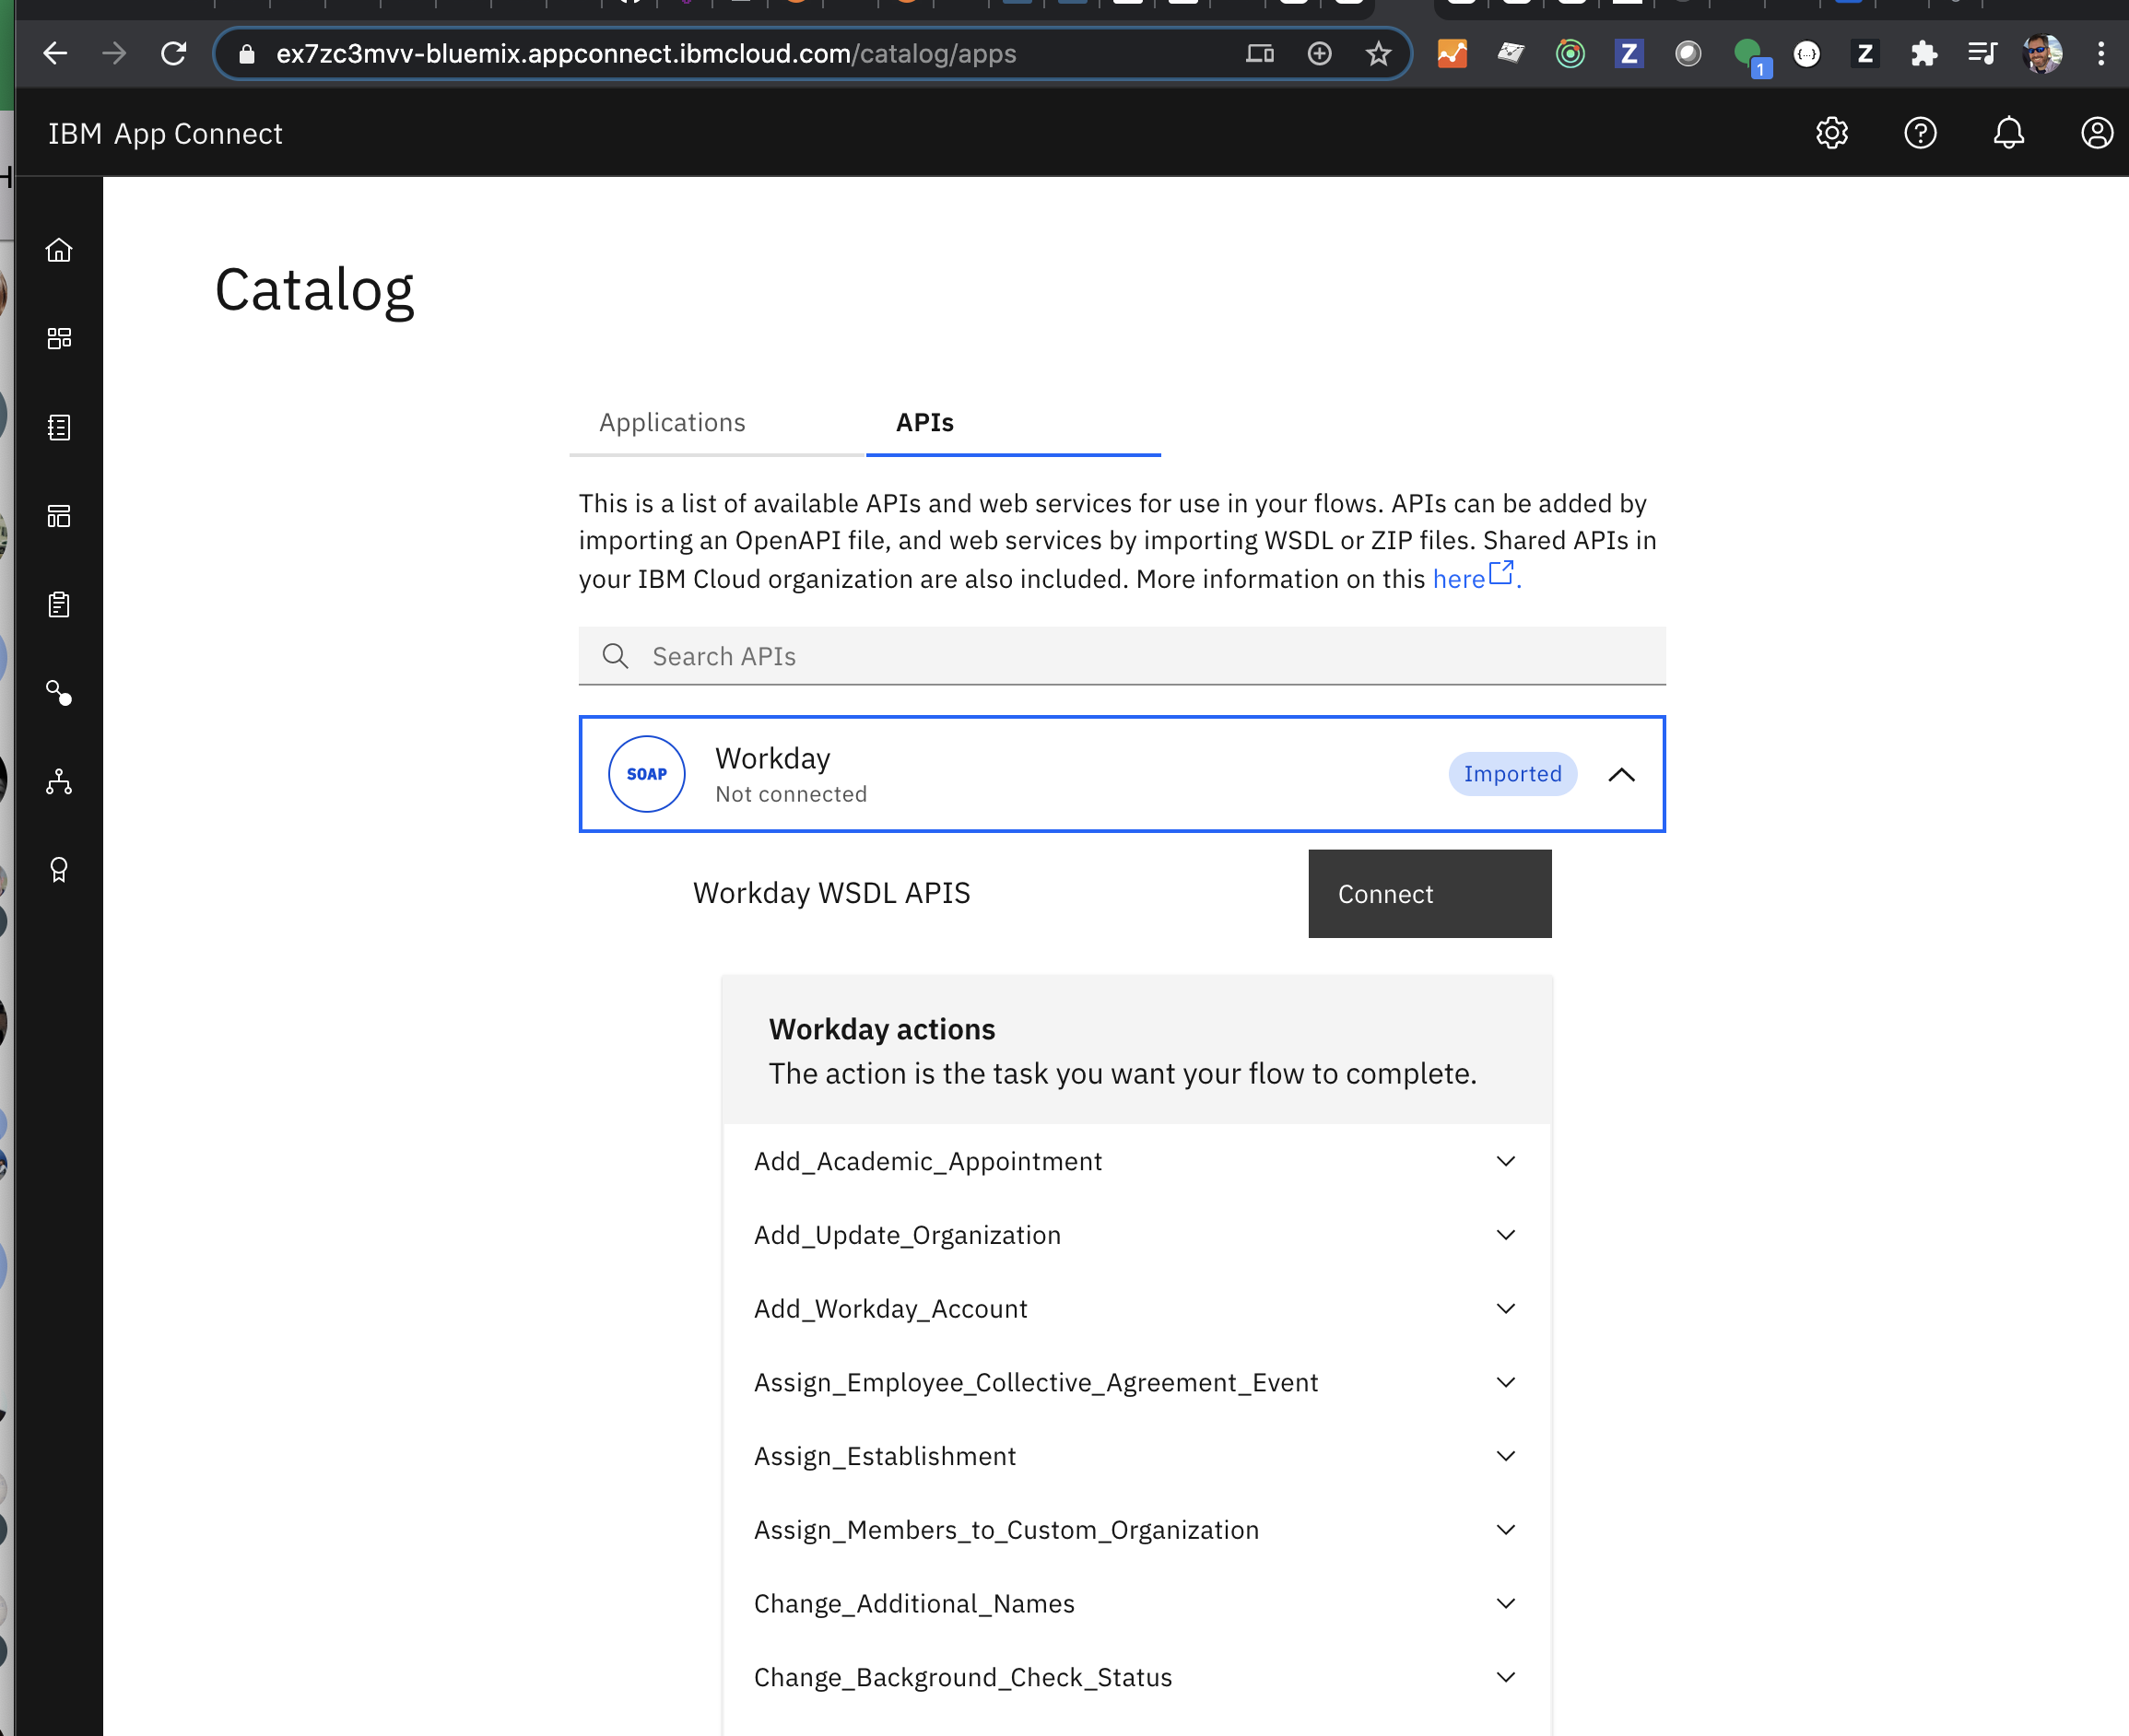 ex7zc3mvv-bluemix.appconnect.ibmcloud.com/catalog/apps
Z
1
{...}
Z
IBM App Connect
H
Catalog
Applications
APIs
This is a list of available APIs and web services for use in your flows. APIs can be added by
importing an OpenAPI file, and web services by importing WSDL or ZIP files. Shared APIs in
your IBM Cloud organization are also included. More information on this here.
Search APIs
SOAP
Workday
Not connected
Imported
Workday WSDL APIS
Connect
Workday actions
The action is the task you want your flow to complete.
Add_Academic_Appointment
Add_Update_Organization
Add_Workday_Account
Assign_Employee_Collective_Agreement_Event
Assign_Establishment
Assign_Members_to_Custom_Organization
Change_Additional_Names
Change_Background_Check_Status